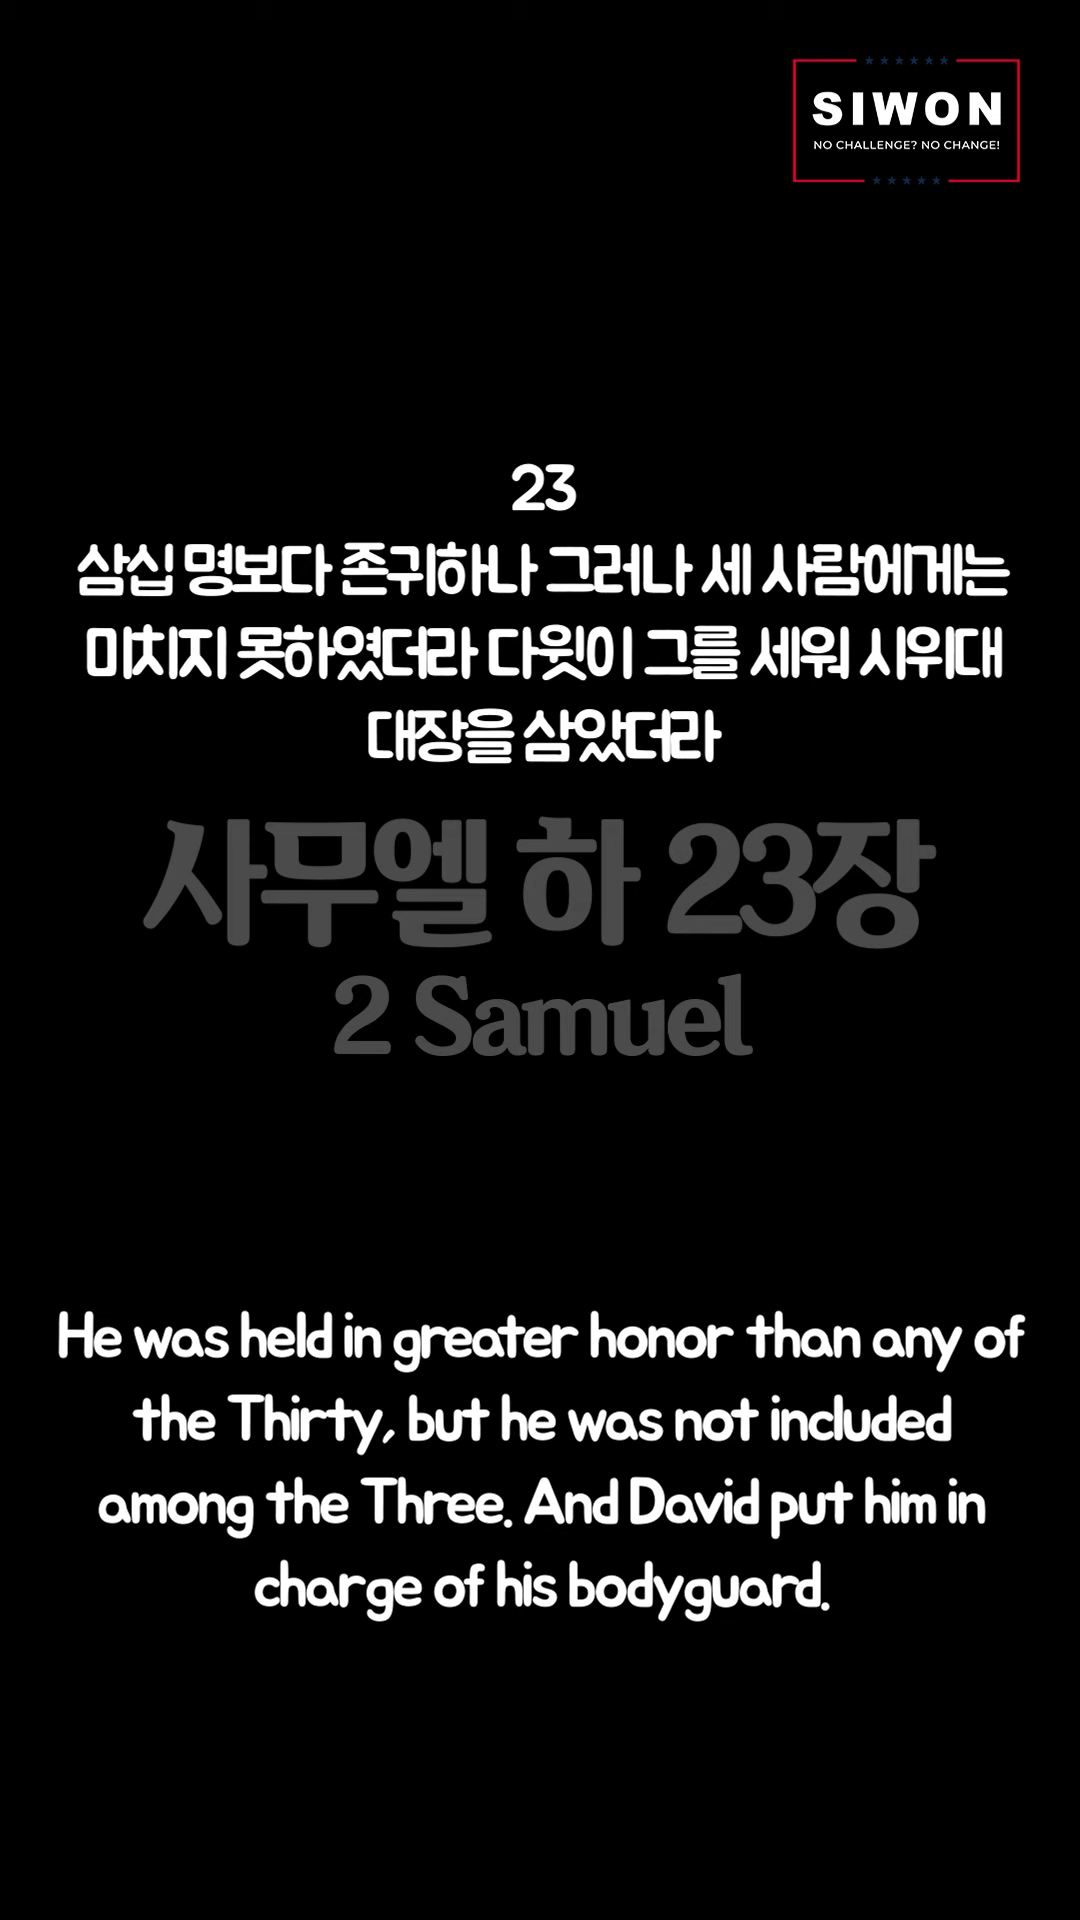 SIWON
NO CHALLENGE? NO CHANGE!
23
삼십 명보다 존귀하나 그러나 세 사람에게는
미치지 못하였더라 다윗이 그를 세워 시위대
대장을 삼았더라
사무엘 하 23장
2 Samuel
He was held in greater honor than any of
the Thirty, but he was not included
among the Three. And David put him in
charge of his bodyguard.